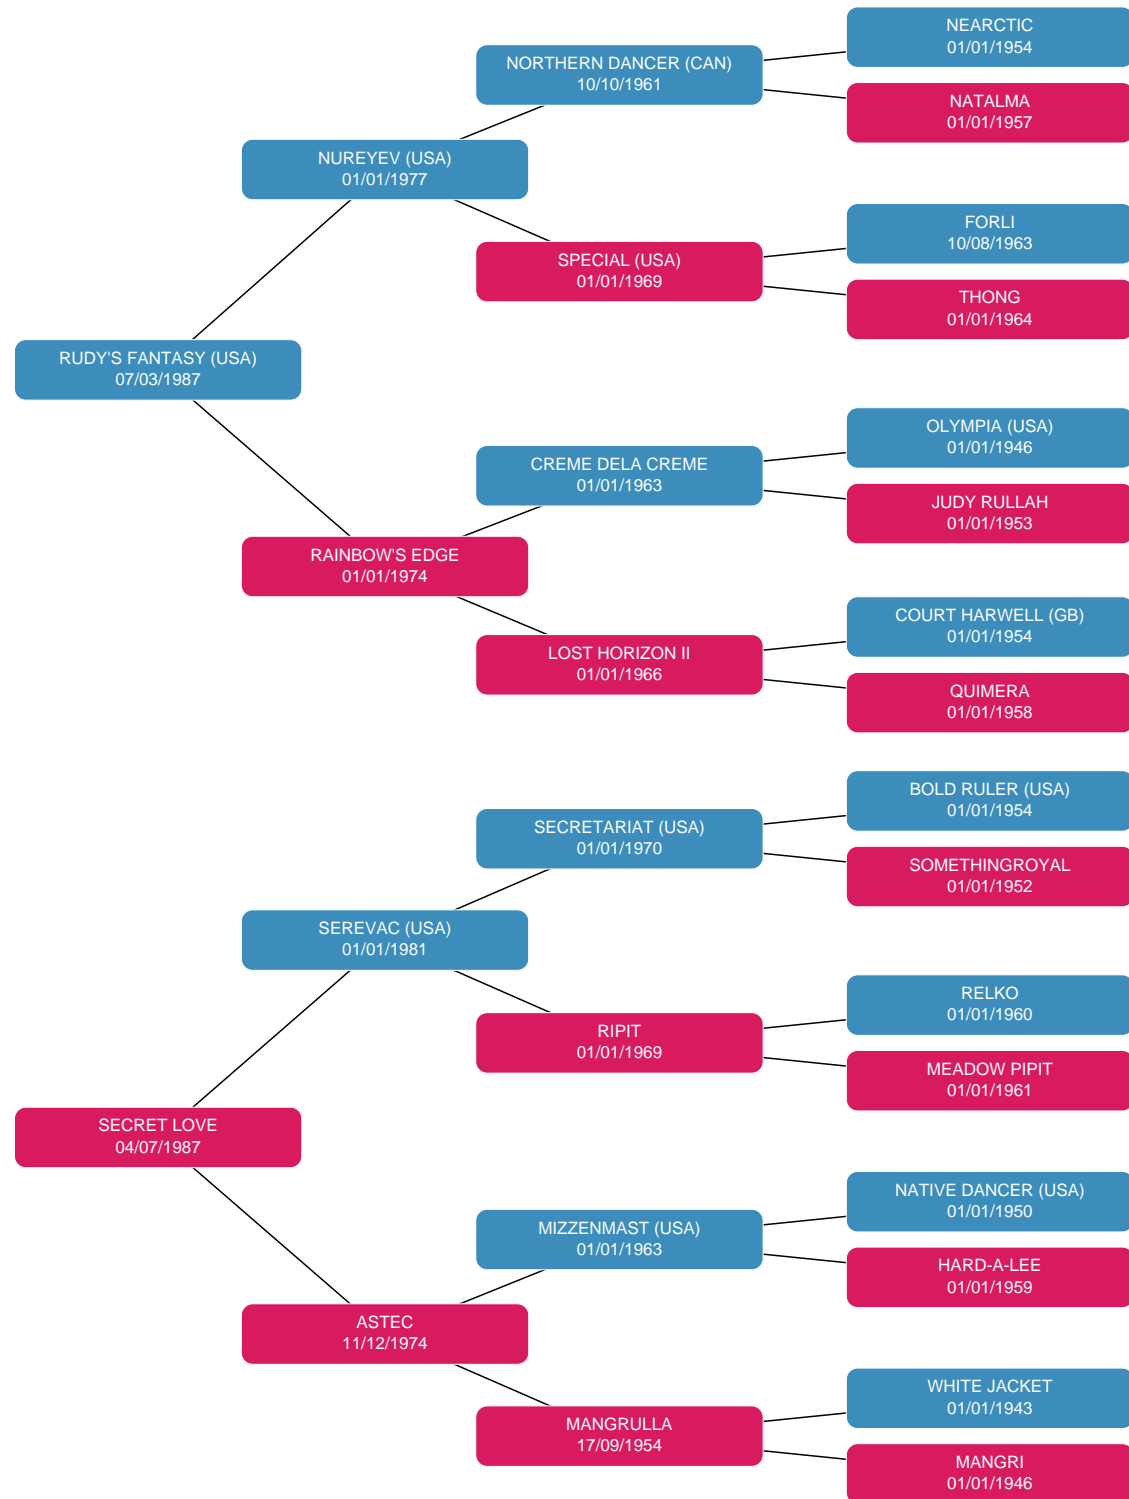 NEARCTIC
01/01/1954
NORTHERN DANCER (CAN)
10/10/1961
NATALMA
01/01/1957
NUREYEV (USA)
01/01/1977
FORLI
10/08/1963
SPECIAL (USA)
01/01/1969
THONG
01/01/1964
RUDY'S FANTASY (USA)
07/03/1987
OLYMPIA (USA)
01/01/1946
CREME DELA CREME
01/01/1963
JUDY RULLAH
01/01/1953
RAINBOW'S EDGE
01/01/1974
COURT HARWELL (GB)
01/01/1954
LOST HORIZON II
01/01/1966
QUIMERA
01/01/1958
BOLD RULER (USA)
01/01/1954
SECRETARIAT (USA)
01/01/1970
SOMETHINGROYAL
01/01/1952
SEREVAC (USA)
01/01/1981
RELKO
01/01/1960
RIPIT
01/01/1969
MEADOW PIPIT
01/01/1961
SECRET LOVE
04/07/1987
NATIVE DANCER (USA)
01/01/1950
MIZZENMAST (USA)
01/01/1963
HARD-A-LEE
01/01/1959
ASTEC
11/12/1974
WHITE JACKET
01/01/1943
MANGRULLA
17/09/1954
MANGRI
01/01/1946